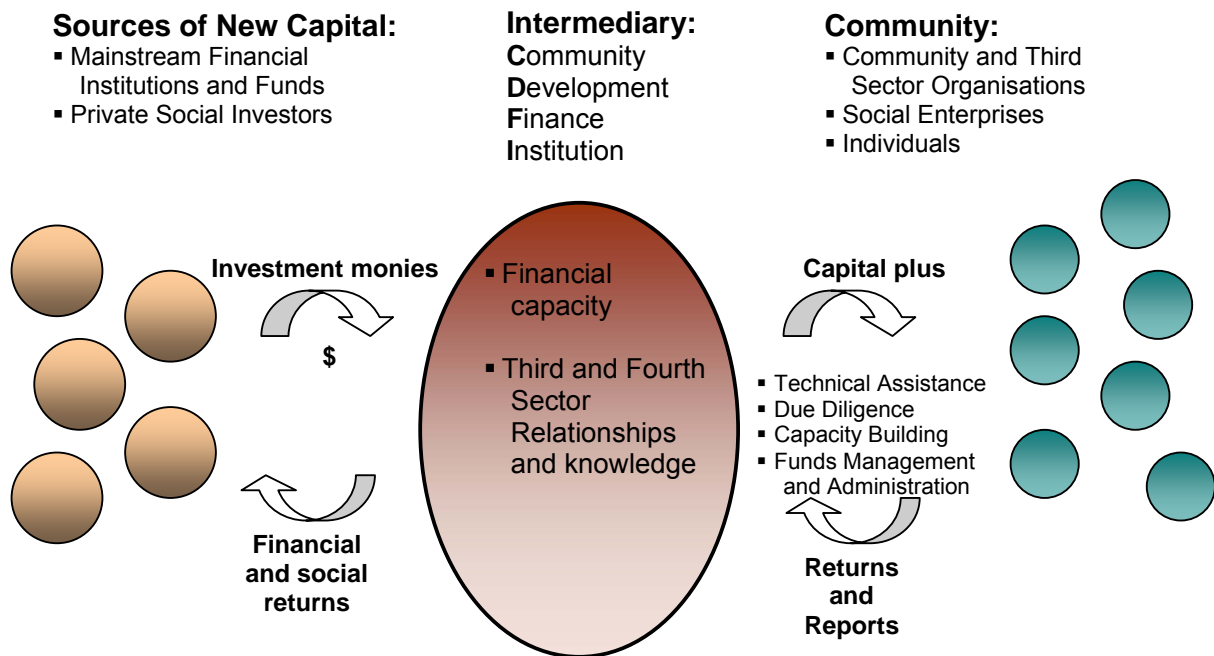 Sources of New Capital:
▪ Mainstream Financial
Institutions and Funds
▪ Private Social Investors
Intermediary:
Community
Development
Finance
Institution
Community:
▪ Community and Third
Sector Organisations
▪ Social Enterprises
▪ Individuals
Investment monies
$
Financial
and social
returns
▪ Financial
capacity
▪ Third and Fourth
Sector
Relationships
and knowledge
Capital plus
▪ Technical Assistance
▪ Due Diligence
▪ Capacity Building
▪ Funds Management
and Administration
Returns
and
Reports